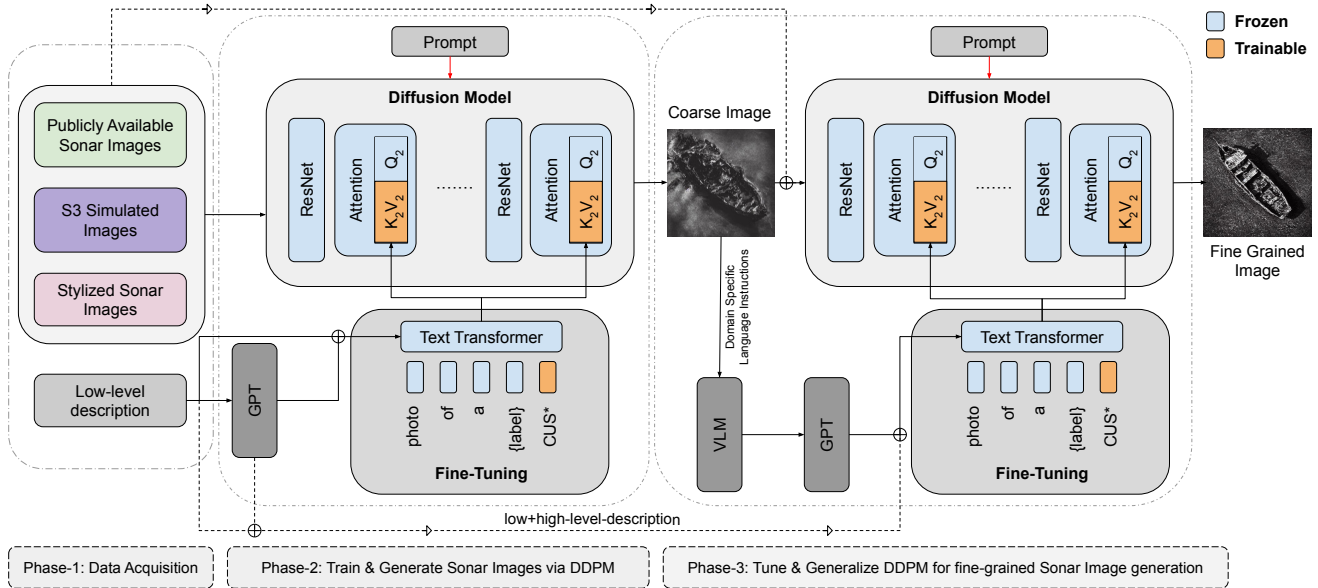 Frozen
Trainable
Publicly Available
Sonar Images
S3 Simulated
Images
Stylized Sonar
Images
Low-level
description
Prompt
Diffusion Model
ResNet
Attention
Q2
K2V2
.......
ResNet
Attention
Q2
K2V2
GPT
Text Transformer
photo
of
a
{label}
CUS*
Fine-Tuning
Coarse Image
Domain Specific
Language Instructions
VLM
GPT
Prompt
Diffusion Model
ResNet
Attention
Q2
K2V2
.......
ResNet
Attention
Q2
K2V2
Text Transformer
photo
of
a
{label}
CUS*
Fine-Tuning
Fine Grained
Image
low+high-level-description
Phase-1: Data Acquisition
Phase-2: Train & Generate Sonar Images via DDPM
Phase-3: Tune & Generalize DDPM for fine-grained Sonar Image generation